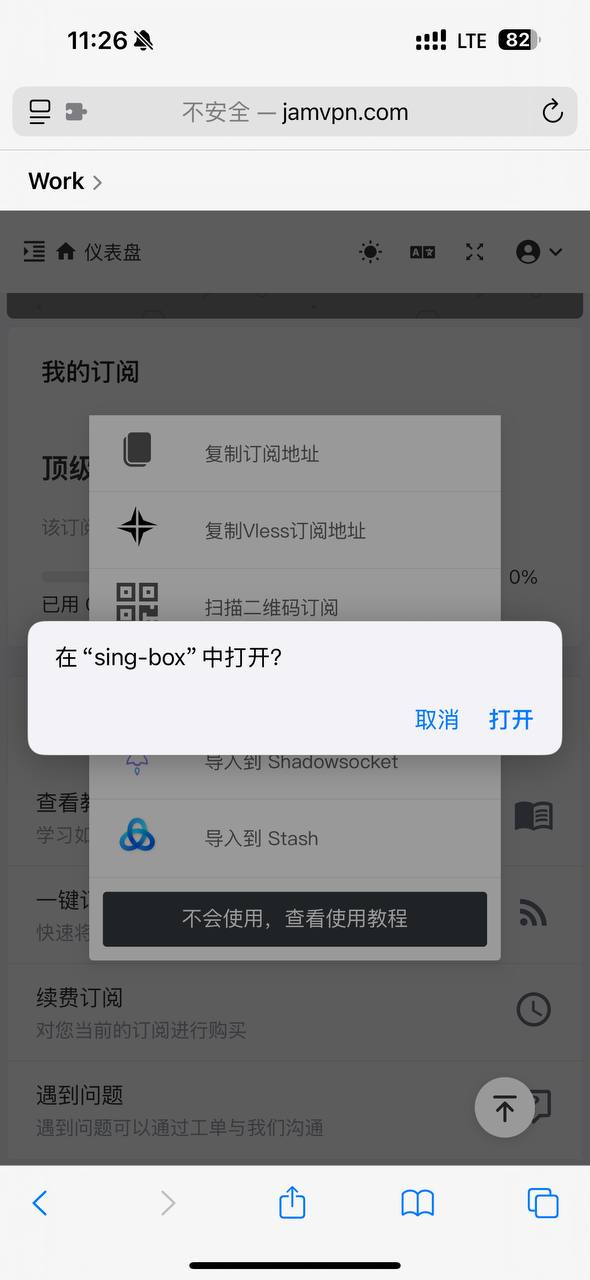 11:26
LTE 82
不安全 — jamvpn.com
Work
仪表盘
我的订阅
复制订阅地址
顶级
复制Vless订阅地址
该订阅
0%
扫描二维码订阅
已用
在 “sing-box” 中打开?
取消 打开
导入到 Shadowsocket
查看教
学习如
导入到 Stash
一键订
不会使用，查看使用教程
快速将
续费订阅
对您当前的订阅进行购买
遇到问题
遇到问题可以通过工单与我们沟通